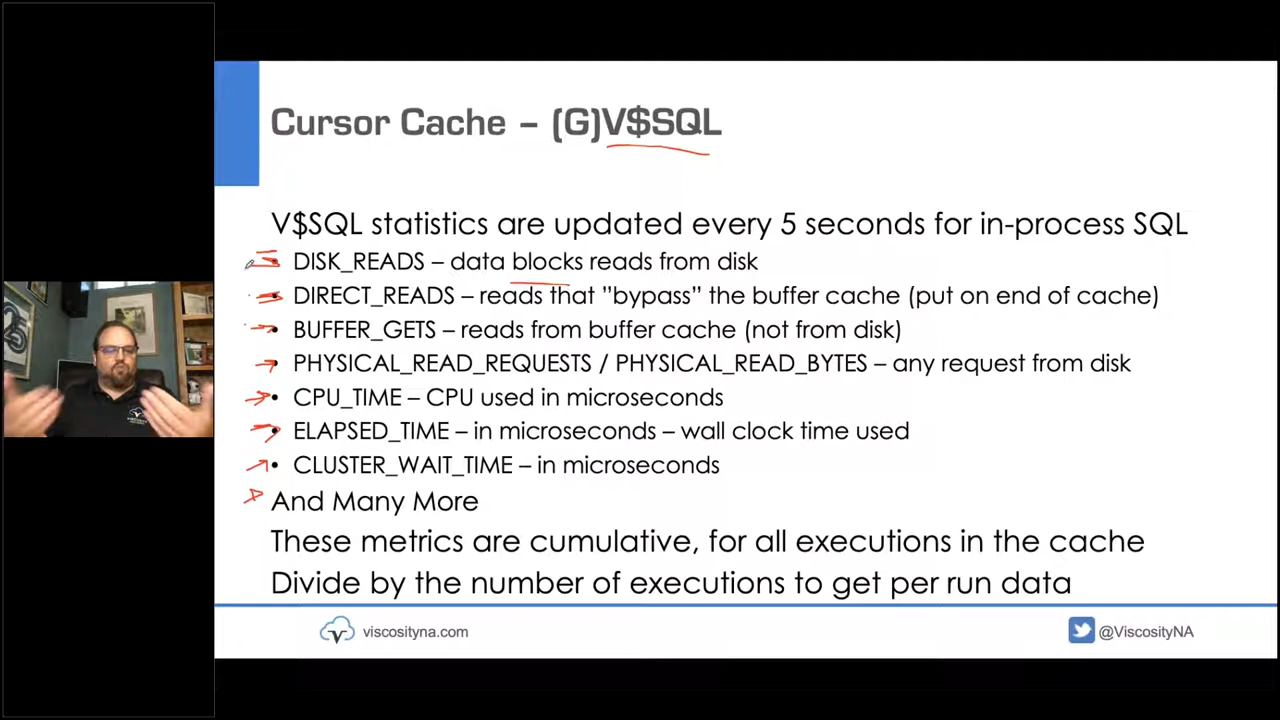 Cursor Cache – (G)V$SQL
V$SQL statistics are updated every 5 seconds for in-process SQL
• DISK_READS – data blocks reads from disk
• DIRECT_READS – reads that ”bypass” the buffer cache (put on end of cache)
• BUFFER_GETS – reads from buffer cache (not from disk)
• PHYSICAL_READ_REQUESTS / PHYSICAL_READ_BYTES – any request from disk
• CPU_TIME – CPU used in microseconds
• ELAPSED_TIME – in microseconds – wall clock time used
• CLUSTER_WAIT_TIME – in microseconds
And Many More
These metrics are cumulative, for all executions in the cache
Divide by the number of executions to get per run data
viscosityna.com
@ViscosityNA